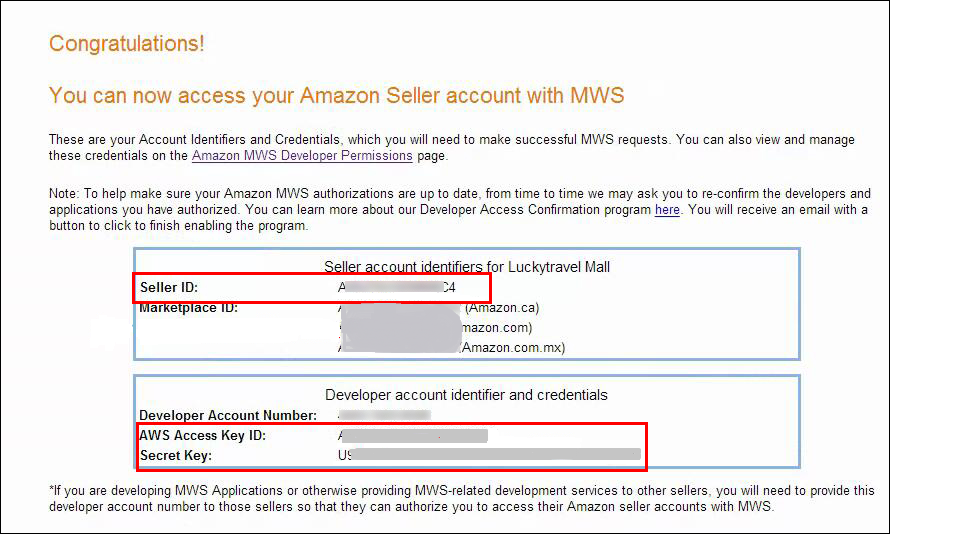 Congratulations!
You can now access your Amazon Seller account with MWS
These are your Account Identifiers and Credentials, which you will need to make successful MWS requests. You can also view and manage
these credentials on the Amazon MWS Developer Permissions page.
Note: To help make sure your Amazon MWS authorizations are up to date, from time to time we may ask you to re-confirm the developers and
applications you have authorized. You can learn more about our Developer Access Confirmation program here. You will receive an email with a
button to click to finish enabling the program.
Seller account identifiers for Luckytravel Mall
Seller ID:
Marketplace ID: (Amazon.ca)
mazon.com)
(Amazon.com.mx)
Developer account identifier and credentials
Developer Account Number:
AWS Access Key ID:
Secret Key:
*If you are developing MWS Applications or otherwise providing MWS-related development services to other sellers, you will need to provide this
developer account number to those sellers so that they can authorize you to access their Amazon seller accounts with MWS.